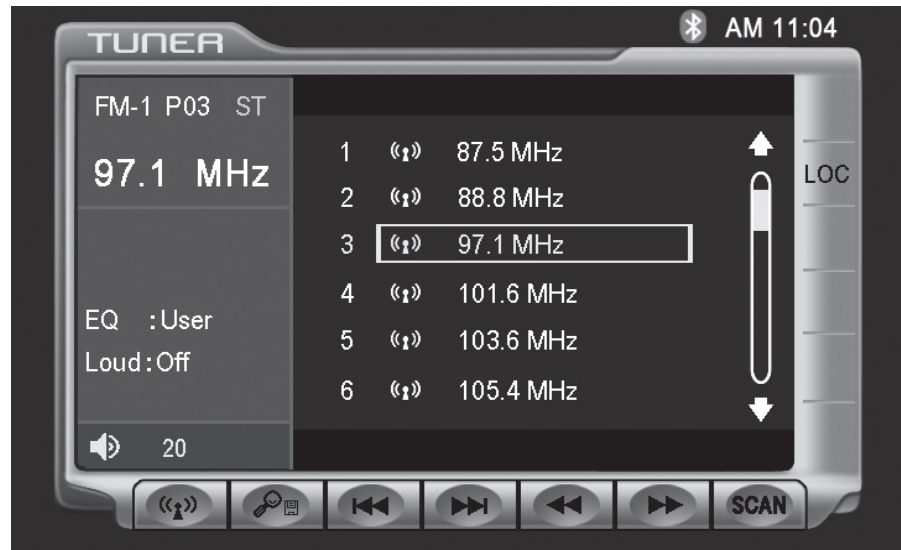 TUNER
AM 11:04
FM-1 P03 ST
97.1 MHz
EQ :User
Loud:Off
20
1 87.5 MHz
2 88.8 MHz
3 97.1 MHz
4 101.6 MHz
5 103.6 MHz
6 105.4 MHz
LOC
SCAN